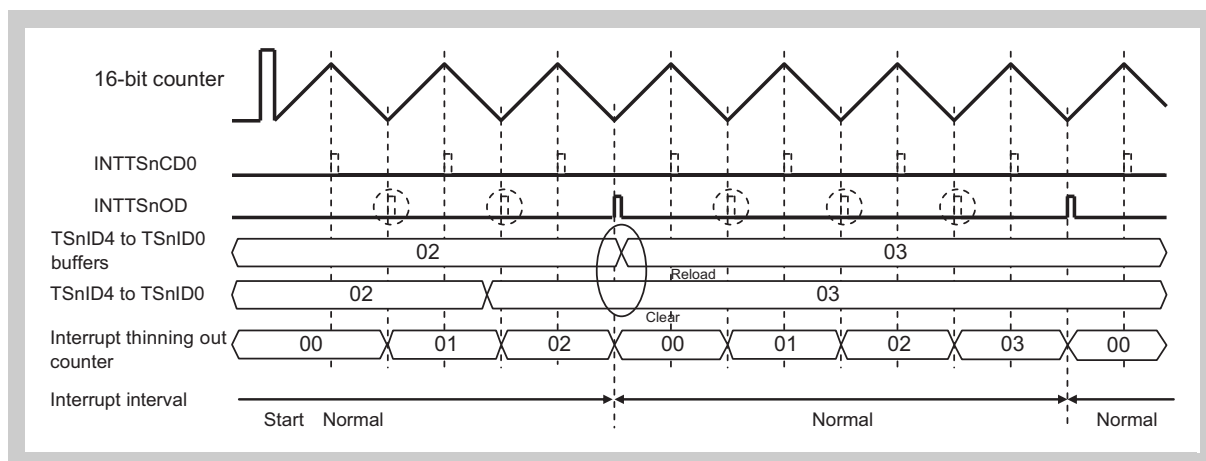 16-bit counter
INTTSnCD0
INTTSnOD
TSnID4 to TSnID0
buffers
02
03
Reload
TSnID4 to TSnID0
02
03
Clear
Interrupt thinning out
counter
00
01
02
00
01
02
03
00
Interrupt interval
Start Normal
Normal
Normal